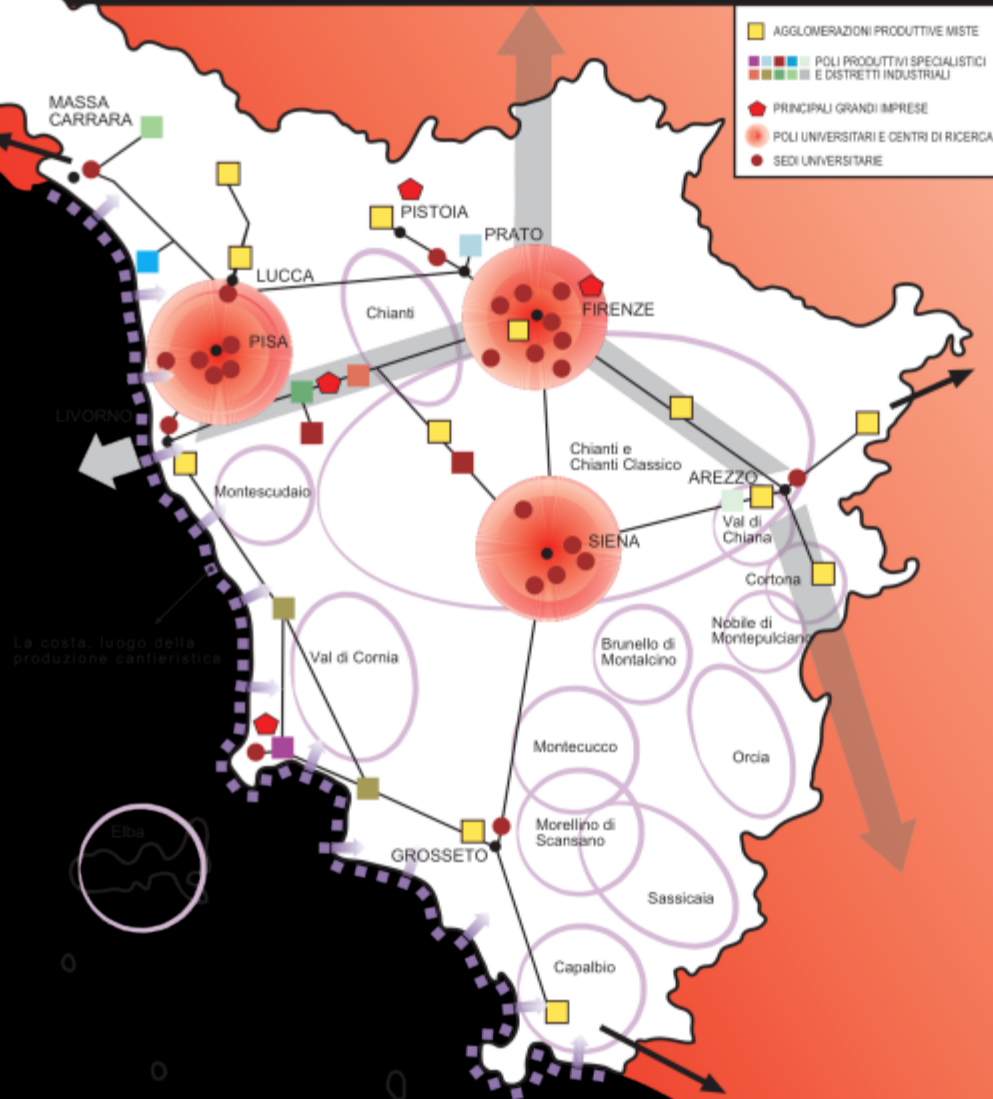 AGGLOMERAZIONI PRODUTTIVE MISTE
POLI PRODUTTIVI SPECIALISTICI
E DISTRETTI INDUSTRIALI
PRINCIPALI GRANDI IMPRESE
POLI UNIVERSITARI E CENTRI DI RICERCA
SEDI UNIVERSITARIE
MASSA
CARRARA
PISTOIA
PRATO
LUCCA
FIRENZE
Chianti
PISA
LIVORNO
Chianti e
Chianti Classico
AREZZO
Montescudaio
Val di
Chiana
SIENA
Cortona
Nobile di
Montepulciano
La costa, luogo della
produzione cantieristica
Val di Cornia
Brunello di
Montalcino
Montecucco
Orcia
Elba
Morellino di
Scansano
GROSSETO
Sassicaia
Capalbio